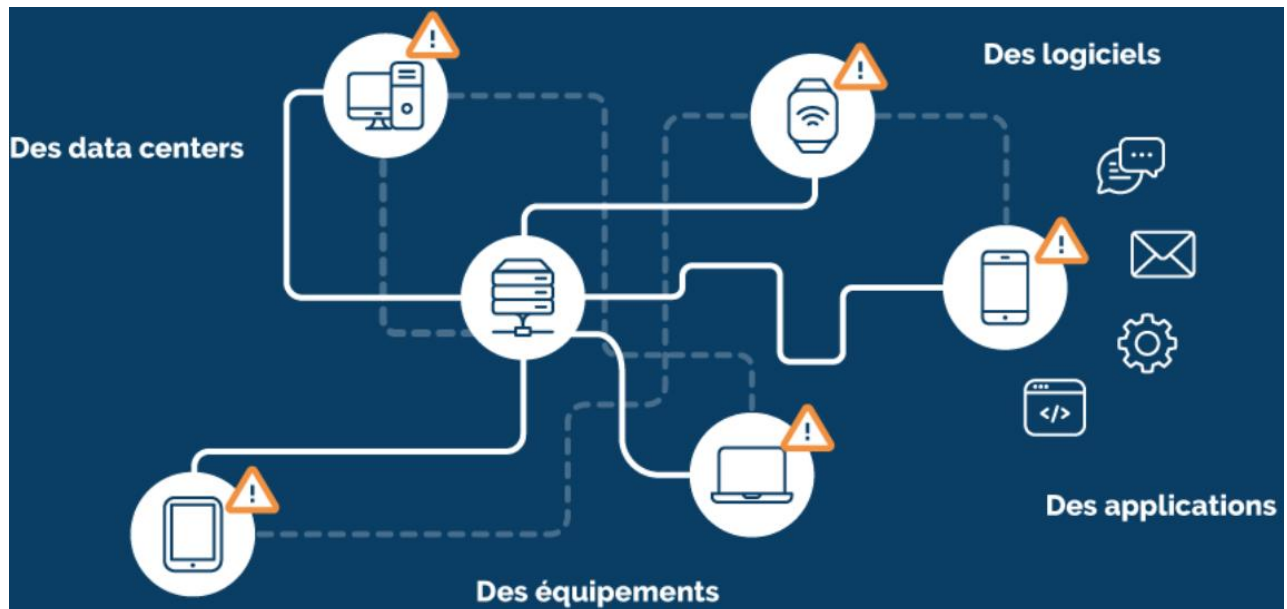 Des logiciels
Des data centers
</>
Des applications
Des équipements